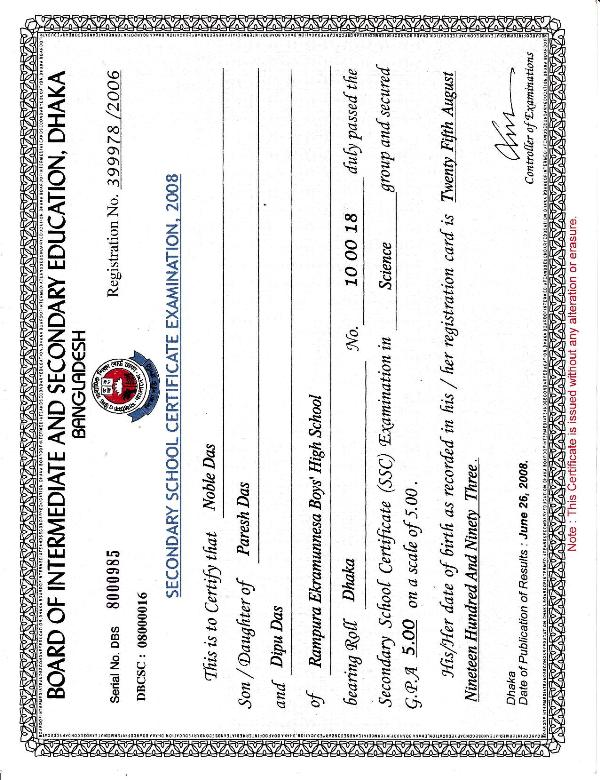 BOARD OF INTERMEDIATE AND SECONDARY EDUCATION, DHAKA
BANGLADESH
Serial No. DBS 8000985
Registration No. 399978 /2006
DBCSC : 08000016
SECONDARY SCHOOL CERTIFICATE EXAMINATION, 2008
This is to Certify that Noble Das
Son / Daughter of Paresh Das
and Dipu Das
of Rampura Ekramunnesa Boys' High School
bearing Roll Dhaka No. 10 00 18 duly passed the
Secondary School Certificate (SSC) Examination in Science group and secured
G.P.A 5.00 on a scale of 5.00 .
His/Her date of birth as recorded in his / her registration card is Twenty Fifth August
Nineteen Hundred And Ninety Three .
Dhaka
Date of Publication of Results : June 26, 2008.
Controller of Examinations
Note : This Certificate is issued without any alteration or erasure.